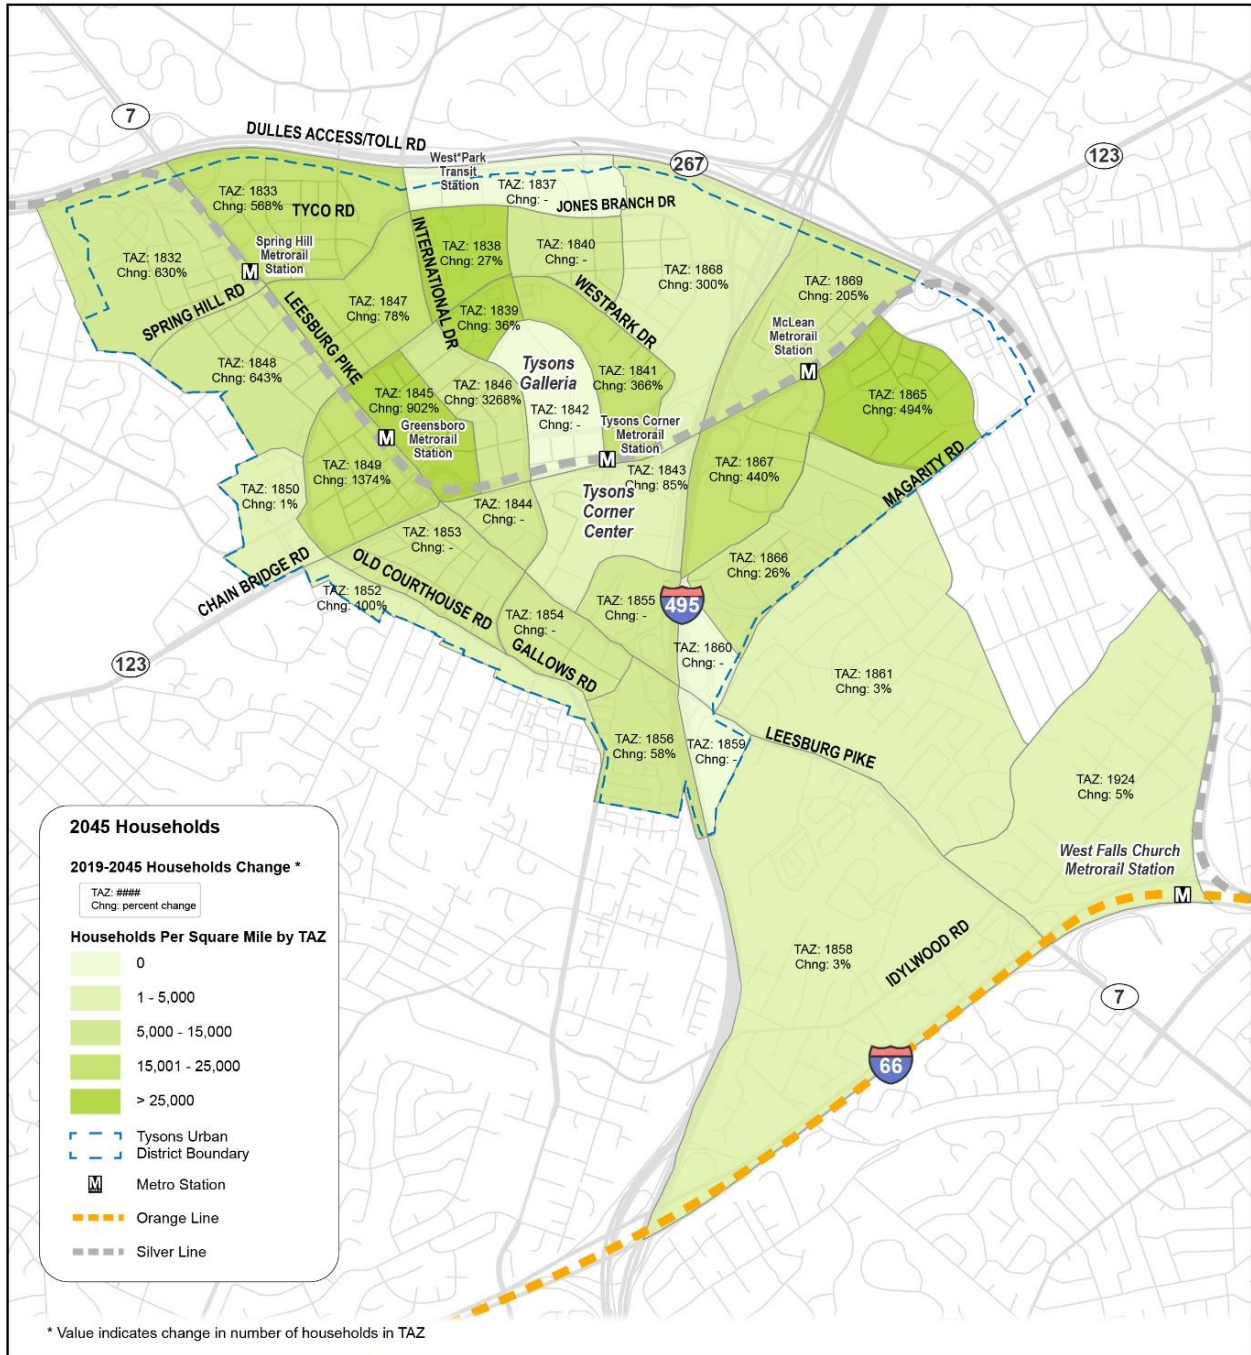 7
DULLES ACCESS/TOLL RD
West*Park
Transit
Station
267
123
TAZ: 1837
Chng: -
JONES BRANCH DR
TAZ: 1833
Chng: 568%
TYCO RD
Spring Hill
Metrorail
Station
M
TAZ: 1832
Chng: 630%
SPRING HILL RD
LEESBURG PIKE
INTERNATIONAL DR
TAZ: 1838
Chng: 27%
TAZ: 1840
Chng: -
TAZ: 1868
Chng: 300%
TAZ: 1869
Chng: 205%
WESTPARK DR
TAZ: 1847
Chng: 78%
TAZ: 1839
Chng: 36%
McLean
Metrorail
Station
M
TAZ: 1848
Chng: 643%
Tysons
Galleria
TAZ: 1841
Chng: 366%
TAZ: 1846
Chng: 3268%
TAZ: 1845
Chng: 902%
TAZ: 1865
Chng: 494%
TAZ: 1842
Chng: -
Greensboro
Metrorail
Station
M
Tysons Corner
Metrorail
Station
M
TAZ: 1849
Chng: 1374%
TAZ: 1867
Chng: 440%
MAGARITY RD
TAZ: 1843
Chng: 85%
TAZ: 1850
Chng: 1%
TAZ: 1844
Chng: -
Tysons
Corner
Center
TAZ: 1853
Chng: -
TAZ: 1866
Chng: 26%
CHAIN BRIDGE RD
OLD COURTHOUSE RD
TAZ: 1852
Chng: 100%
TAZ: 1854
Chng: -
TAZ: 1855
Chng: -
495
TAZ: 1860
Chng: -
123
GALLOWS RD
TAZ: 1861
Chng: 3%
TAZ: 1856
Chng: 58%
TAZ: 1859
Chng: -
LEESBURG PIKE
TAZ: 1924
Chng: 5%
West Falls Church
Metrorail Station
M
TAZ: 1858
Chng: 3%
IDYLWOOD RD
7
66
2045 Households
2019-2045 Households Change *
TAZ: ####
Chng: percent change
Households Per Square Mile by TAZ
0
1 - 5,000
5,000 - 15,000
15,001 - 25,000
> 25,000
Tysons Urban
District Boundary
M
Metro Station
Orange Line
Silver Line
* Value indicates change in number of households in TAZ